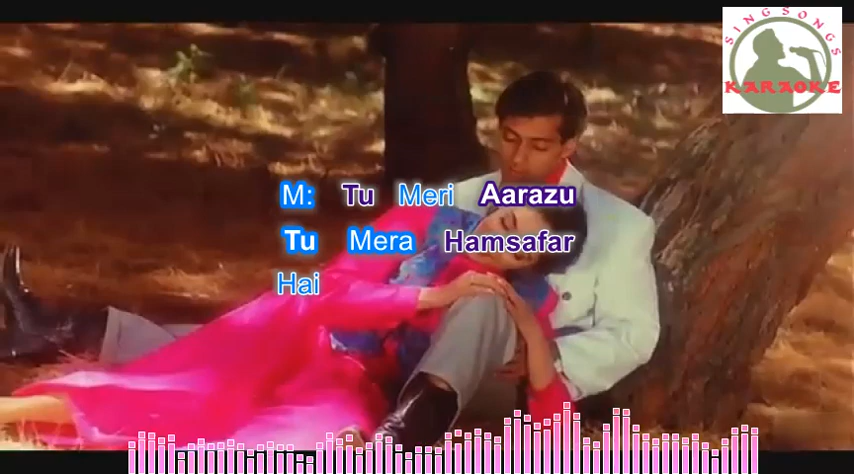 SING SONGS
KARAOKE
M: Tu Meri Aarazu
Tu Mera Hamsafar
Hai